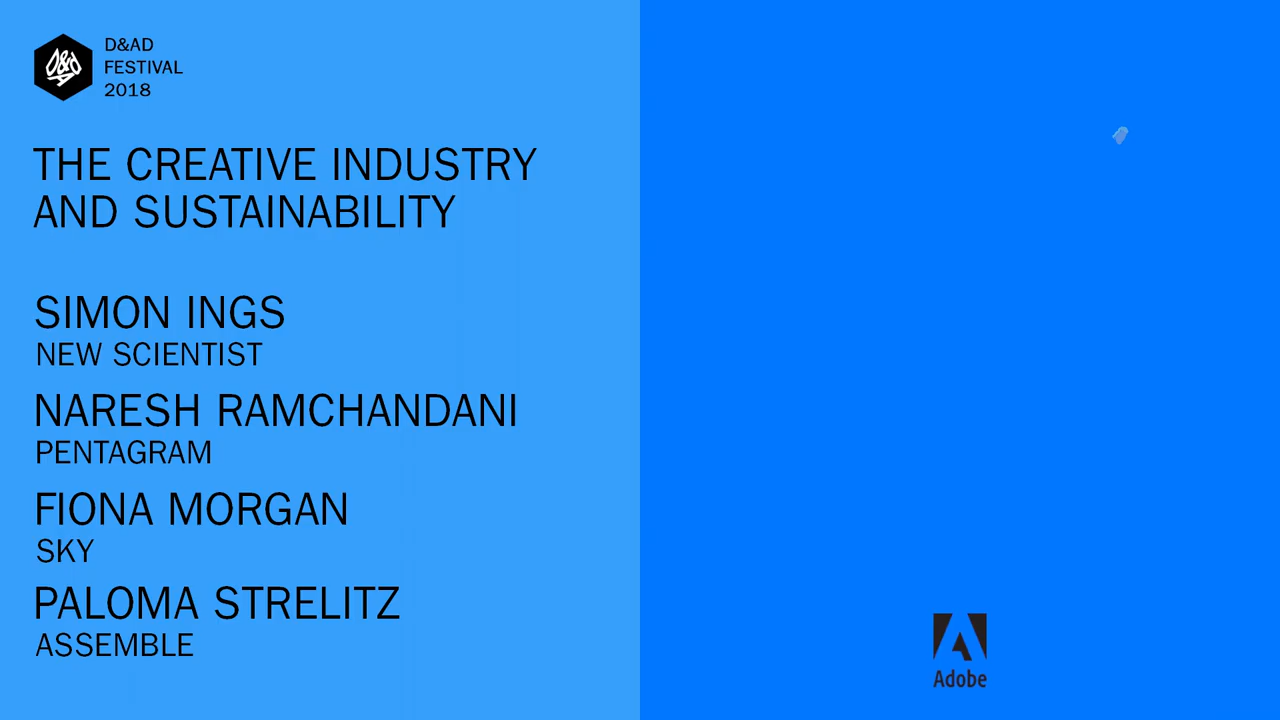 D&AD
D&AD
FESTIVAL
2018
THE CREATIVE INDUSTRY
AND SUSTAINABILITY
SIMON INGS
NEW SCIENTIST
NARESH RAMCHANDANI
PENTAGRAM
FIONA MORGAN
SKY
PALOMA STRELITZ
ASSEMBLE
Adobe